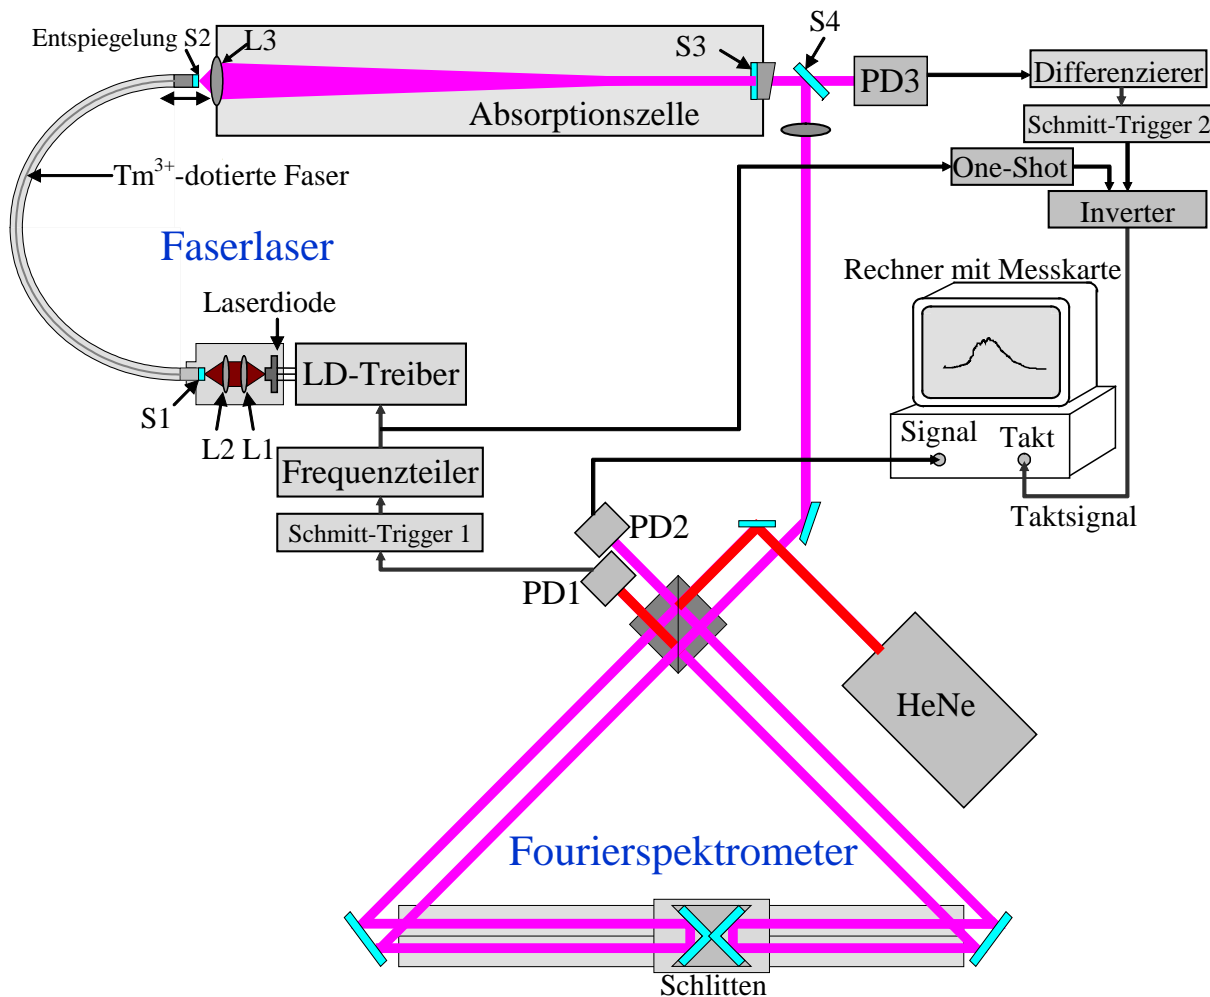 Entspiegelung S2
L3
S3
S4
PD3
Differenzierer
Absorptionszelle
Schmitt-Trigger 2
Tm³⁺-dotierte Faser
One-Shot
Inverter
Faserlaser
Rechner mit Messkarte
Laserdiode
LD-Treiber
S1
L2 L1
Signal
Takt
Frequenzteiler
Taktsignal
Schmitt-Trigger 1
PD2
PD1
HeNe
Fourierspektrometer
Schlitten